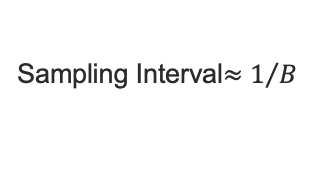 Sampling Interval≈ 1/𝐵